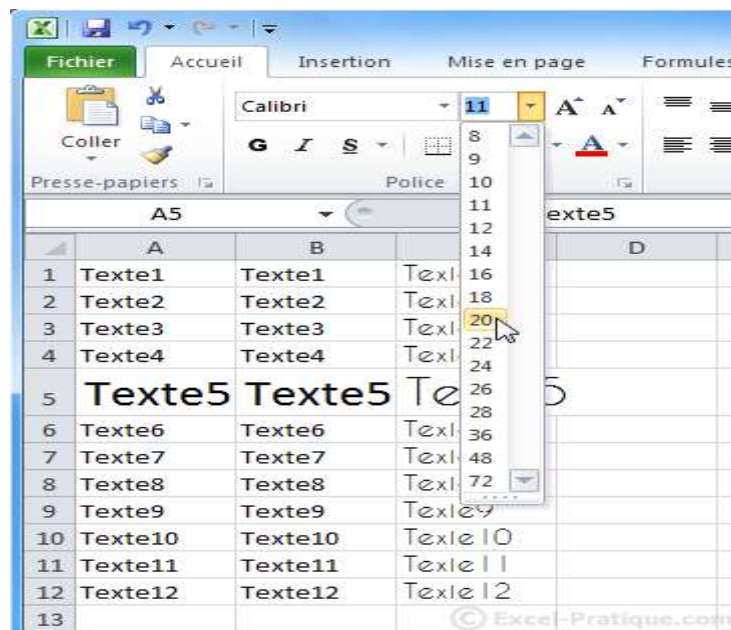 Fichier Accueil Insertion Mise en page Formules
Calibri 11 A A
Coller G I S A
Presse-papiers Police
A5 exte5
8
9
10
11
12
14
16
18
20
22
24
26
28
36
48
72
A B D
1 Texte1 Texte1
2 Texte2 Texte2
3 Texte3 Texte3
4 Texte4 Texte4
5 Texte5 Texte5
6 Texte6 Texte6
7 Texte7 Texte7
8 Texte8 Texte8
9 Texte9 Texte9 Texte9
10 Texte10 Texte10 Texte10
11 Texte11 Texte11 Texte11
12 Texte12 Texte12 Texte12
13
© Excel-Pratique.com